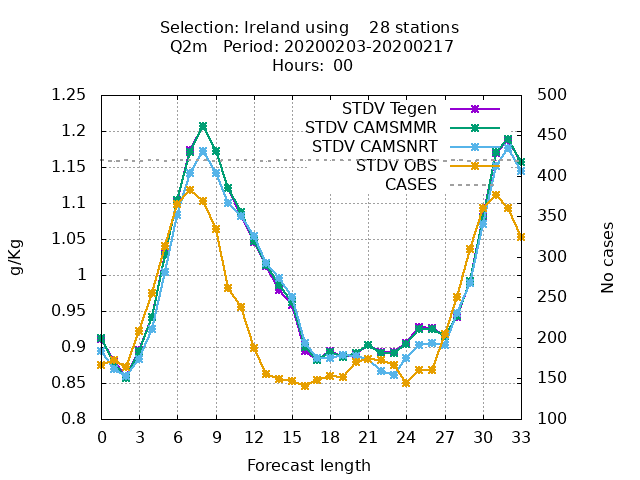 Selection: Ireland using    28 stations
Q2m   Period: 20200203-20200217
Hours:  00
STDV Tegen
STDV CAMSMMR
STDV CAMSNRT
STDV OBS
CASES
g/Kg
1.25
1.2
1.15
1.1
1.05
1
0.95
0.9
0.85
0.8
500
450
400
350
300
250
200
150
100
No cases
0 3 6 9 12 15 18 21 24 27 30 33
Forecast length